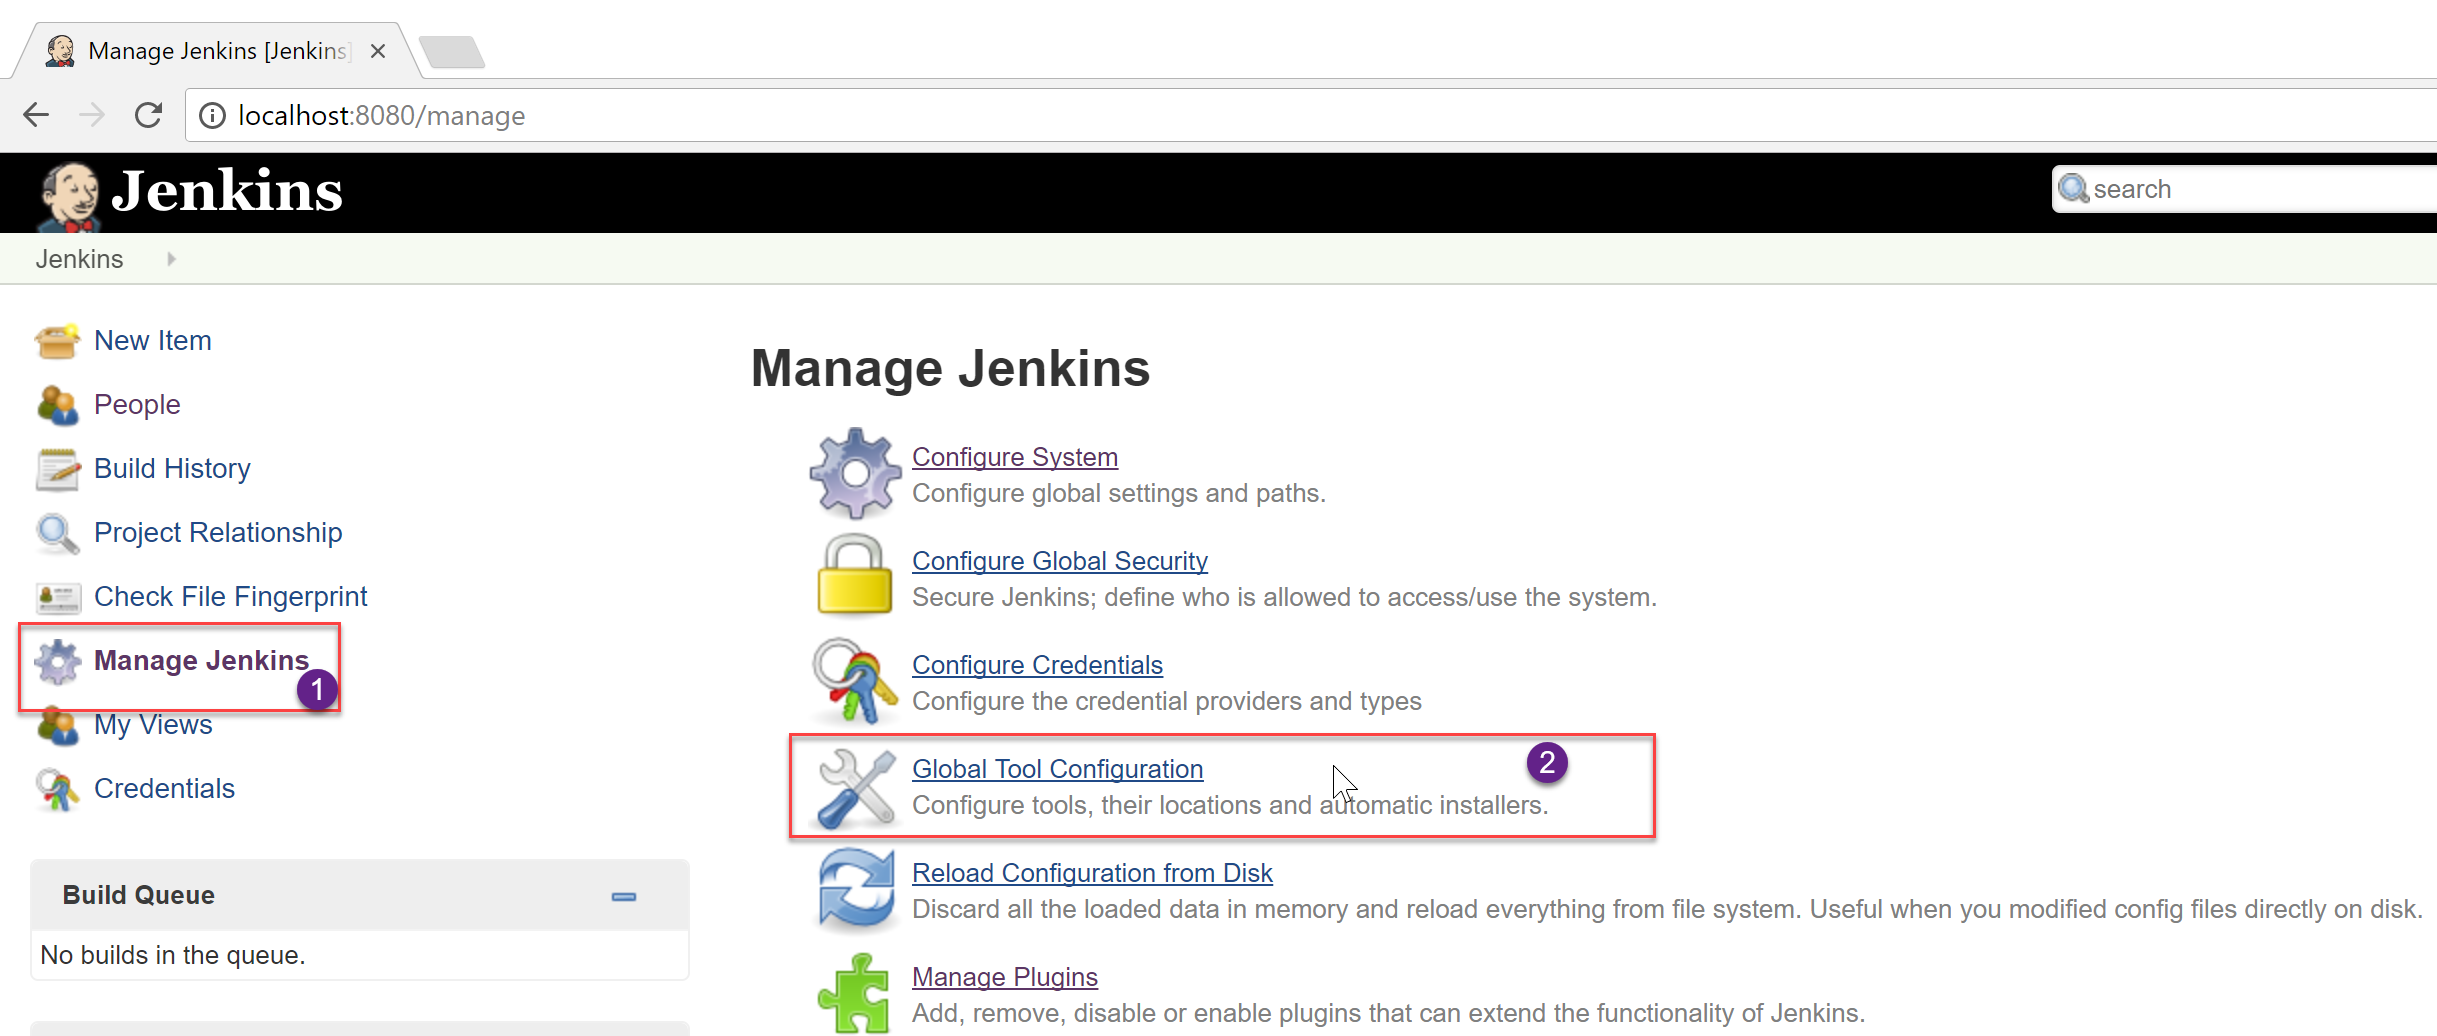 Manage Jenkins [Jenkins]
localhost:8080/manage
Jenkins
search
Jenkins
New Item
People
Build History
Project Relationship
Check File Fingerprint
Manage Jenkins
1
My Views
Credentials
Build Queue
No builds in the queue.
Manage Jenkins
Configure System
Configure global settings and paths.
Configure Global Security
Secure Jenkins; define who is allowed to access/use the system.
Configure Credentials
Configure the credential providers and types
Global Tool Configuration
2
Configure tools, their locations and automatic installers.
Reload Configuration from Disk
Discard all the loaded data in memory and reload everything from file system. Useful when you modified config files directly on disk.
Manage Plugins
Add, remove, disable or enable plugins that can extend the functionality of Jenkins.